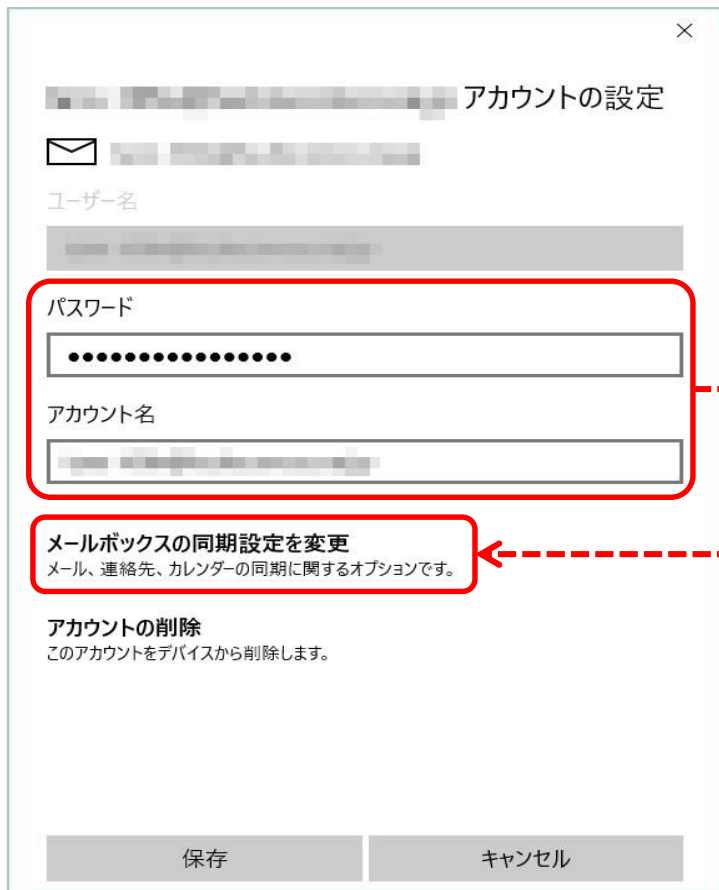 アカウントの設定
ユーザー名
パスワード
アカウント名
メールボックスの同期設定を変更
メール、連絡先、カレンダーの同期に関するオプションです。
アカウントの削除
このアカウントをデバイスから削除します。
保存
キャンセル